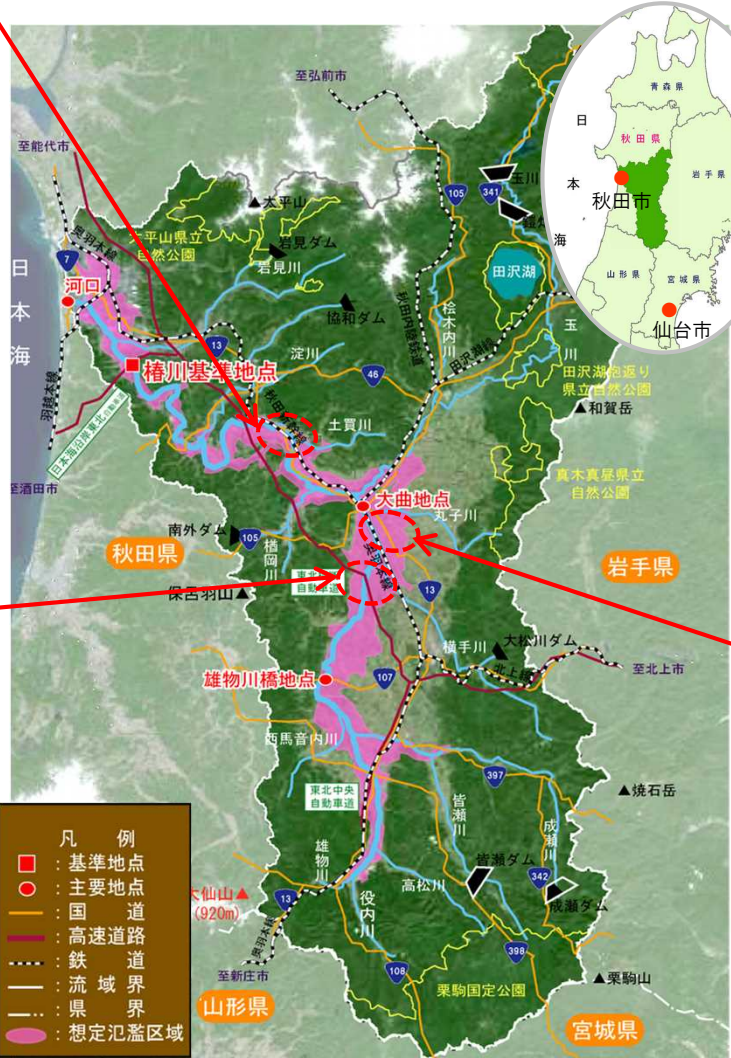 至弘前市
至能代市
青森県
日
本
海
秋田県
岩手県
秋田市
山形県
宮城県
仙台市
105
341
玉川
▲太平山
太平山県立
自然公園
岩見ダム
岩見川
奥羽本線
7
河口
日
本
海
田沢湖
協和ダム
秋田内陸鉄道
桧木内川
玉
川
田沢湖線
13
淀川
46
椿川基準地点
田沢湖抱返り
県立自然公園
▲和賀岳
羽越本線
日本海沿岸東北自動車道
秋田新幹線
土買川
至酒田市
大曲地点
丸子川
真木真昼県立
自然公園
南外ダム
105
楢岡川
秋田県
岩手県
自動車道
13
保呂羽山▲
横手川
大松川ダム
北上線
至北上市
雄物川橋地点
107
西馬音内川
397
東北中央
自動車道
皆瀬川
成瀬川
▲焼石岳
雄物川
皆瀬ダム
342
成瀬ダム
高松川
役内川
13
(920m)
奥羽本線
398
108
至新庄市
栗駒国定公園
▲栗駒山
山形県
宮城県
凡 例
：基準地点
：主要地点
：国 道
：高速道路
：鉄 道
：流域界
：県 界
：想定氾濫区域